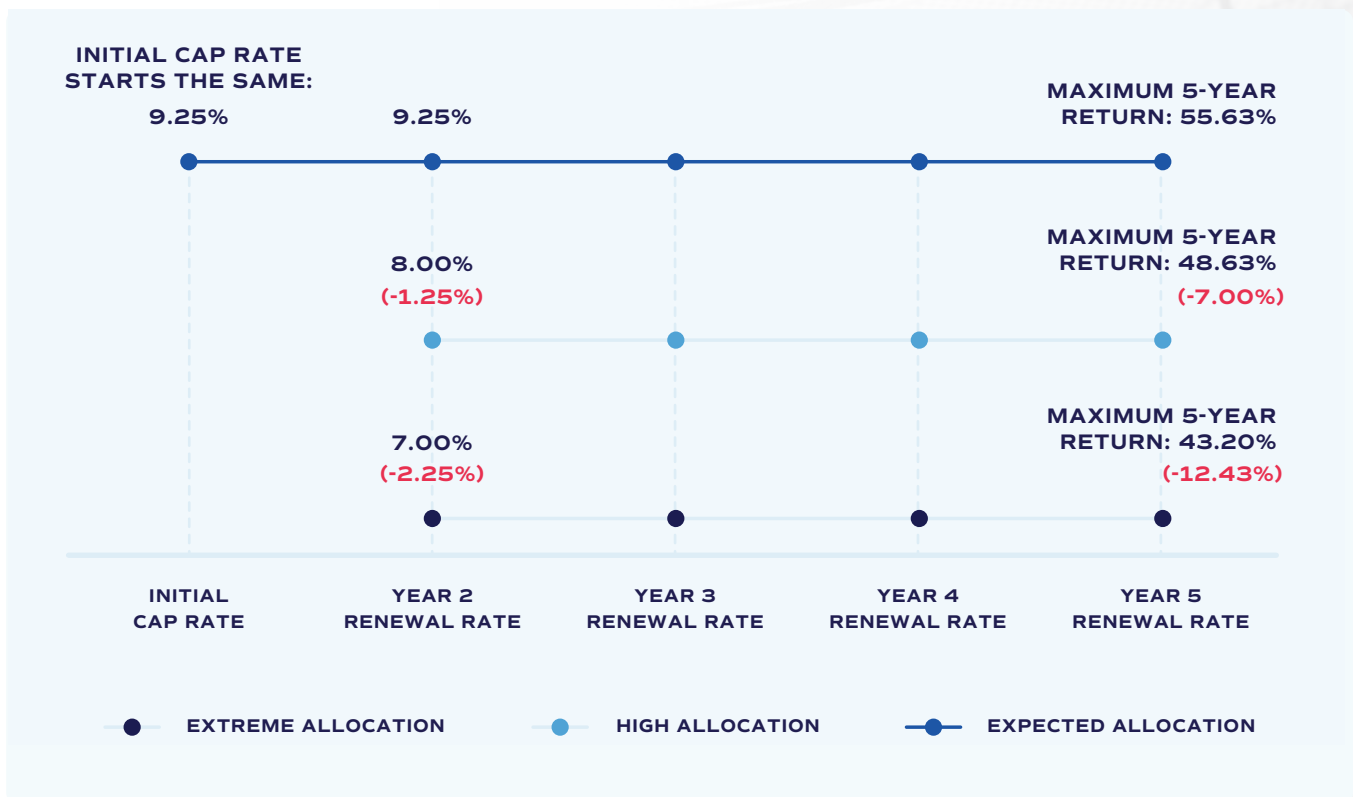 INITIAL CAP RATE
STARTS THE SAME:
9.25%
9.25%
MAXIMUM 5-YEAR
RETURN: 55.63%
8.00%
(-1.25%)
MAXIMUM 5-YEAR
RETURN: 48.63%
(-7.00%)
7.00%
(-2.25%)
MAXIMUM 5-YEAR
RETURN: 43.20%
(-12.43%)
INITIAL
CAP RATE
YEAR 2
RENEWAL RATE
YEAR 3
RENEWAL RATE
YEAR 4
RENEWAL RATE
YEAR 5
RENEWAL RATE
EXTREME ALLOCATION
HIGH ALLOCATION
EXPECTED ALLOCATION